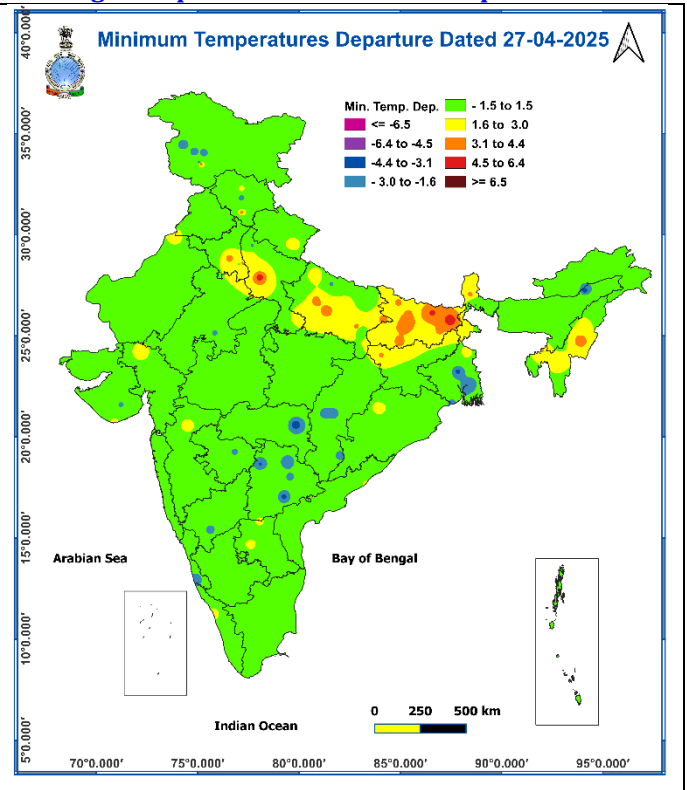 Minimum Temperatures Departure Dated 27-04-2025
Min. Temp. Dep.
<= -6.5
-6.4 to -4.5
-4.4 to -3.1
- 3.0 to -1.6
- 1.5 to 1.5
1.6 to 3.0
3.1 to 4.4
4.5 to 6.4
>= 6.5
40°0.000'
35°0.000'
30°0.000'
25°0.000'
20°0.000'
15°0.000'
10°0.000'
5°0.000'
Arabian Sea
Bay of Bengal
Indian Ocean
0 250 500 km
70°0.000' 75°0.000' 80°0.000' 85°0.000' 90°0.000' 95°0.000'